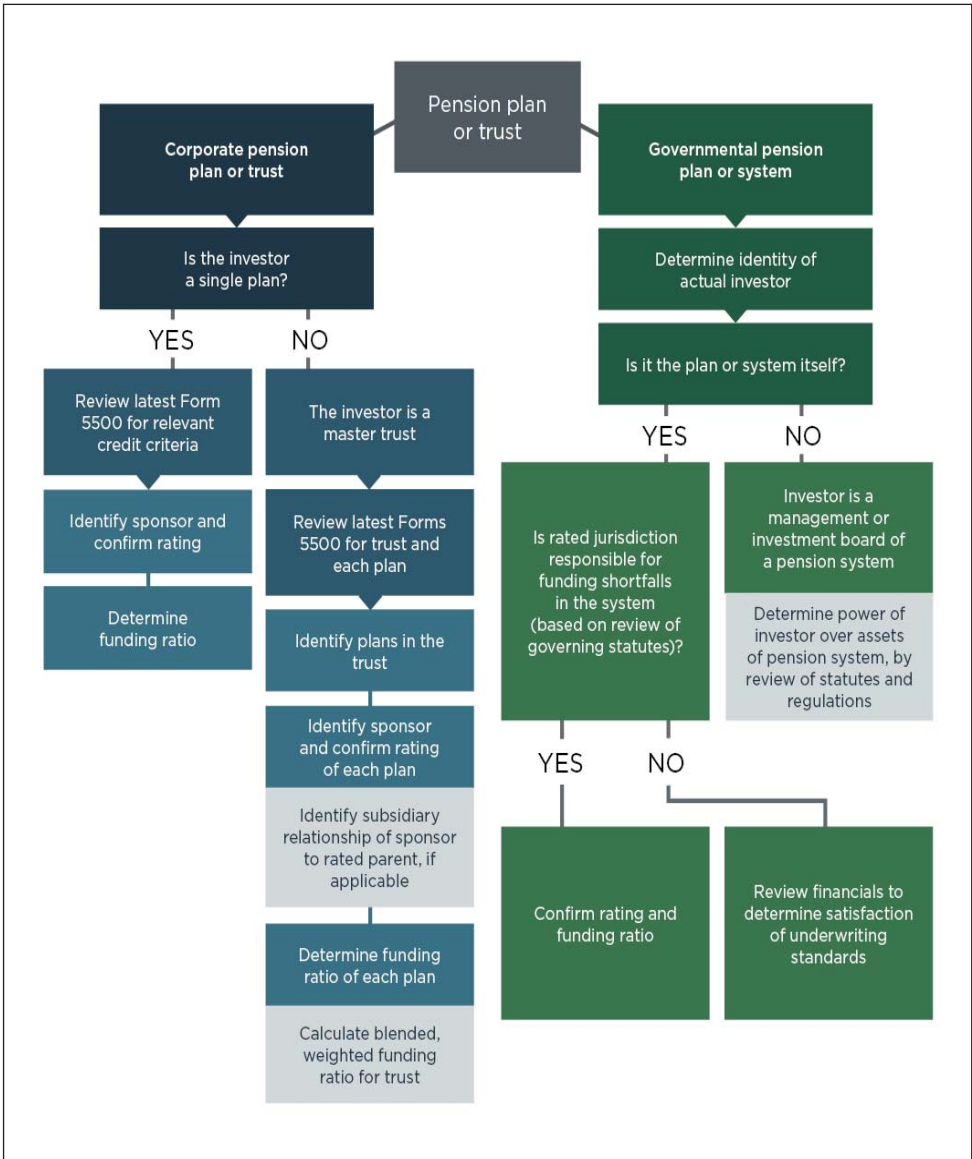 Pension plan
or trust
Corporate pension
plan or trust
Is the investor
a single plan?
YES
NO
Review latest Form
5500 for relevant
credit criteria
Identify sponsor and
confirm rating
Determine
funding ratio
The investor is a
master trust
Review latest Forms
5500 for trust and
each plan
Identify plans in the
trust
Identify sponsor
and confirm rating
of each plan
Identify subsidiary
relationship of sponsor
to rated parent, if
applicable
Determine funding
ratio of each plan
Calculate blended,
weighted funding
ratio for trust
Governmental pension
plan or system
Determine identity of
actual investor
Is it the plan or system itself?
YES
NO
Is rated jurisdiction
responsible for
funding shortfalls
in the system
(based on review of
governing statutes)?
YES
NO
Confirm rating and
funding ratio
Review financials to
determine satisfaction
of underwriting
standards
Investor is a
management or
investment board of
a pension system
Determine power of
investor over assets
of pension system, by
review of statutes and
regulations